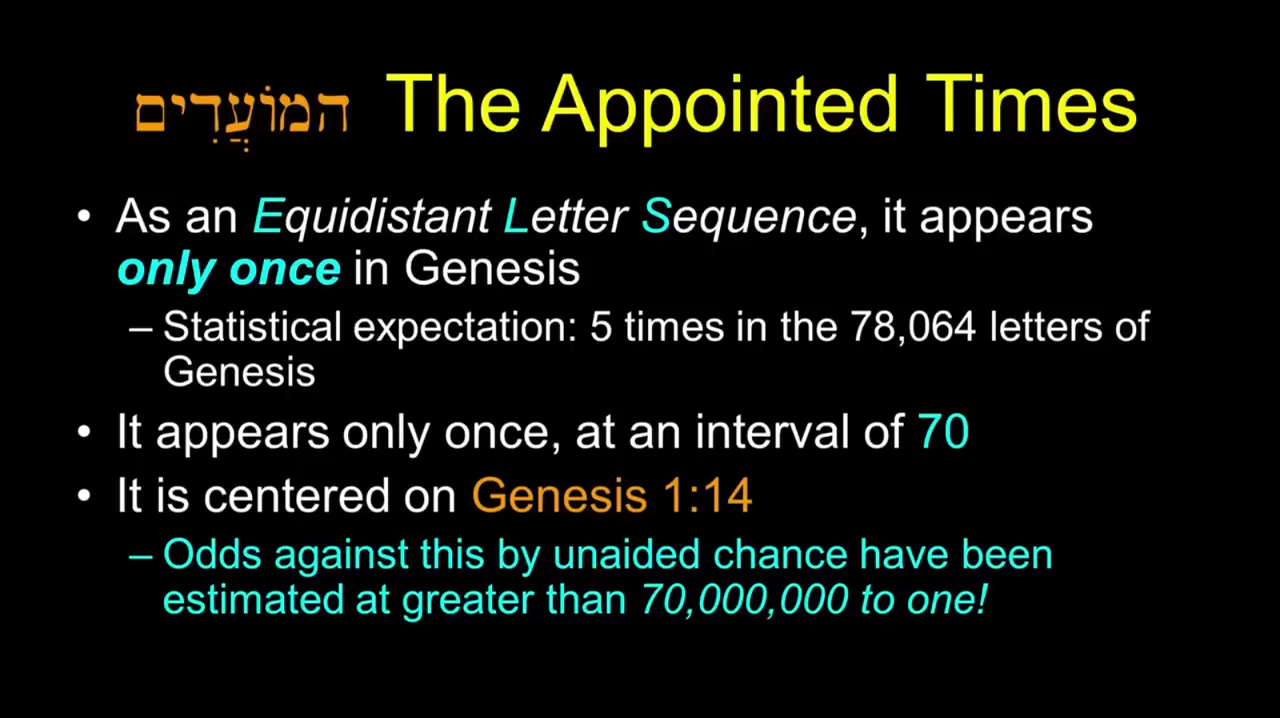 הַמּוֹעֲדִים The Appointed Times
• As an Equidistant Letter Sequence, it appears
only once in Genesis
– Statistical expectation: 5 times in the 78,064 letters of
Genesis
• It appears only once, at an interval of 70
• It is centered on Genesis 1:14
– Odds against this by unaided chance have been
estimated at greater than 70,000,000 to one!